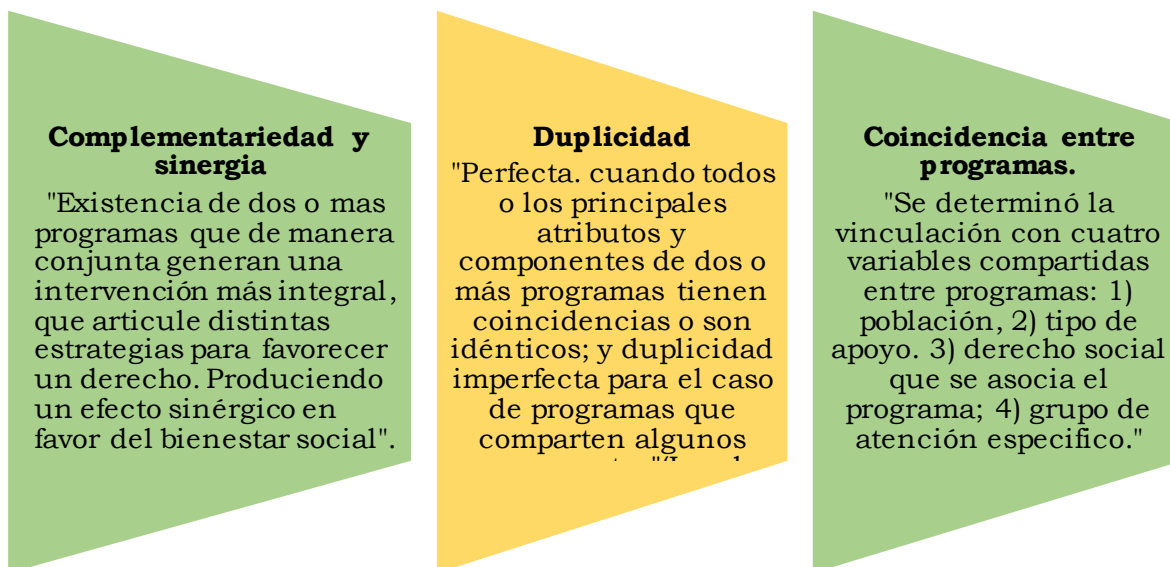 Complementariedad y
sinergia
"Existencia de dos o mas
programas que de manera
conjunta generan una
intervención más integral,
que articule distintas
estrategias para favorecer
un derecho. Produciendo
un efecto sinérgico en
favor del bienestar social".
Duplicidad
"Perfecta. cuando todos
o los principales
atributos y
componentes de dos o
más programas tienen
coincidencias o son
idénticos; y duplicidad
imperfecta para el caso
de programas que
comparten algunos
Coincidencia entre
programas.
"Se determinó la
vinculación con cuatro
variables compartidas
entre programas: 1)
población, 2) tipo de
apoyo. 3) derecho social
que se asocia el
programa; 4) grupo de
atención especifico."